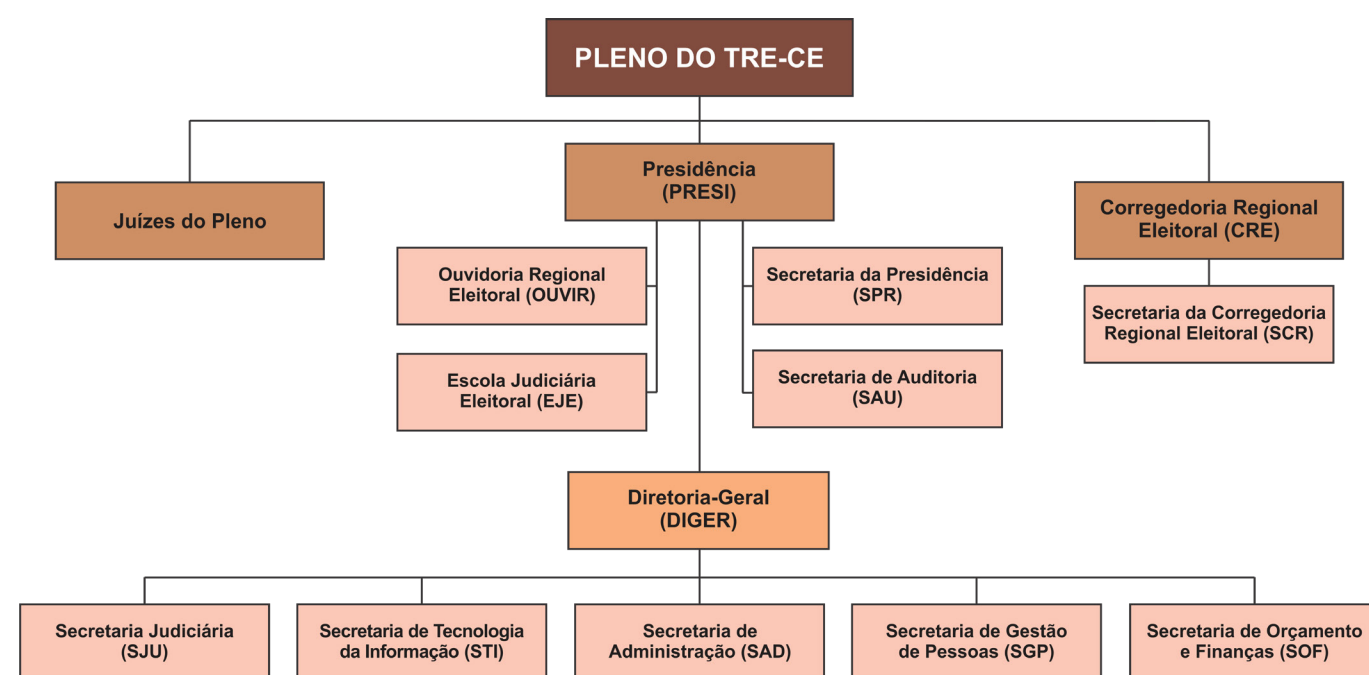 PLENO DO TRE-CE
Presidência
(PRESI)
Juízes do Pleno
Corregedoria Regional
Eleitoral (CRE)
Ouvidoria Regional
Eleitoral (OUVIR)
Secretaria da Presidência
(SPR)
Secretaria da Corregedoria
Regional Eleitoral (SCR)
Escola Judiciária
Eleitoral (EJE)
Secretaria de Auditoria
(SAU)
Diretoria-Geral
(DIGER)
Secretaria Judiciária
(SJU)
Secretaria de Tecnologia
da Informação (STI)
Secretaria de
Administração (SAD)
Secretaria de Gestão
de Pessoas (SGP)
Secretaria de Orçamento
e Finanças (SOF)